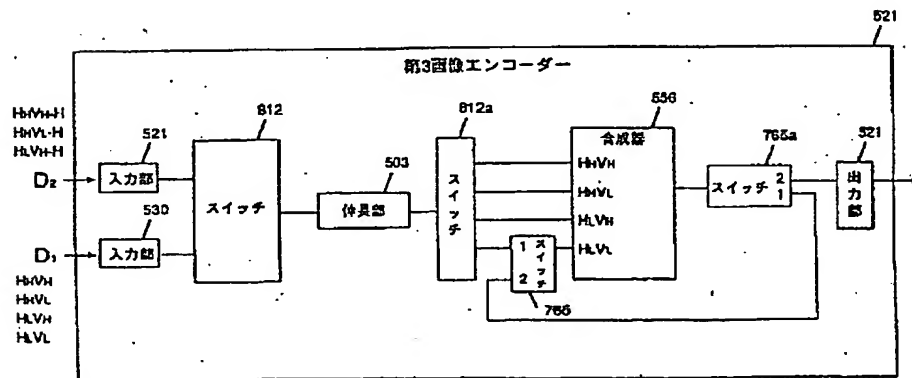 521
第3画像エンコーダー
HHVH-H
HHVL-H
HLVH-H
D2
521
入力部
812
スイッチ
503
伸長部
812a
スイッチ
556
合成器
HHVH
HHVL
HLVH
HLVL
765a
スイッチ
2
1
521
出力部
D1
530
入力部
1
2
スイッチ
765
HHVH
HHVL
HLVH
HLVL